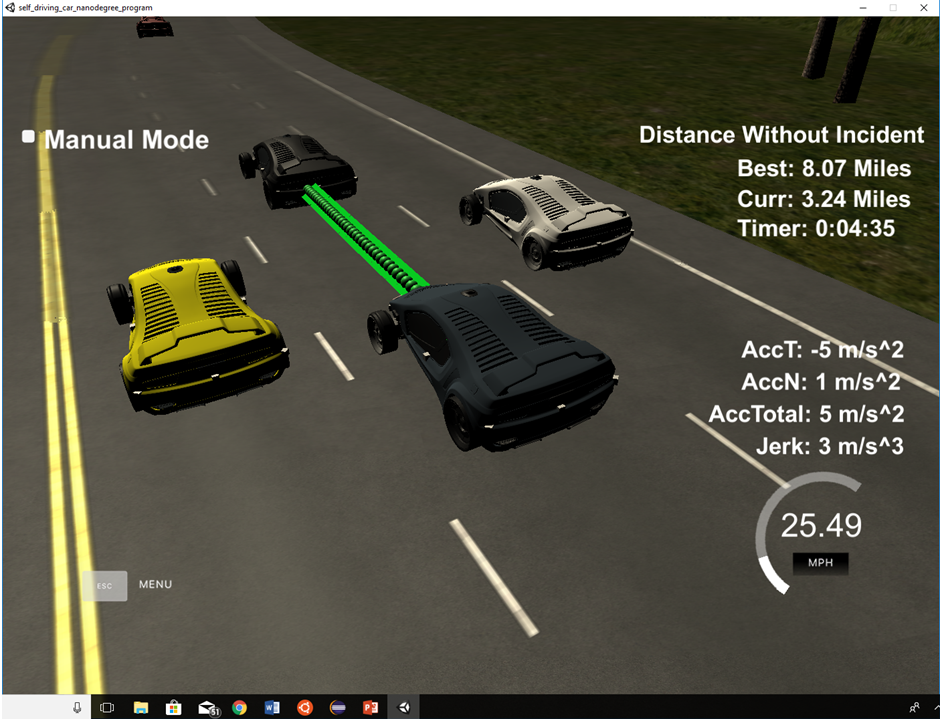 self_driving_car_nanodegree_program
Manual Mode
Distance Without Incident
Best: 8.07 Miles
Curr: 3.24 Miles
Timer: 0:04:35
AccT: -5 m/s^2
AccN: 1 m/s^2
AccTotal: 5 m/s^2
Jerk: 3 m/s^3
25.49
MPH
ESC MENU
51